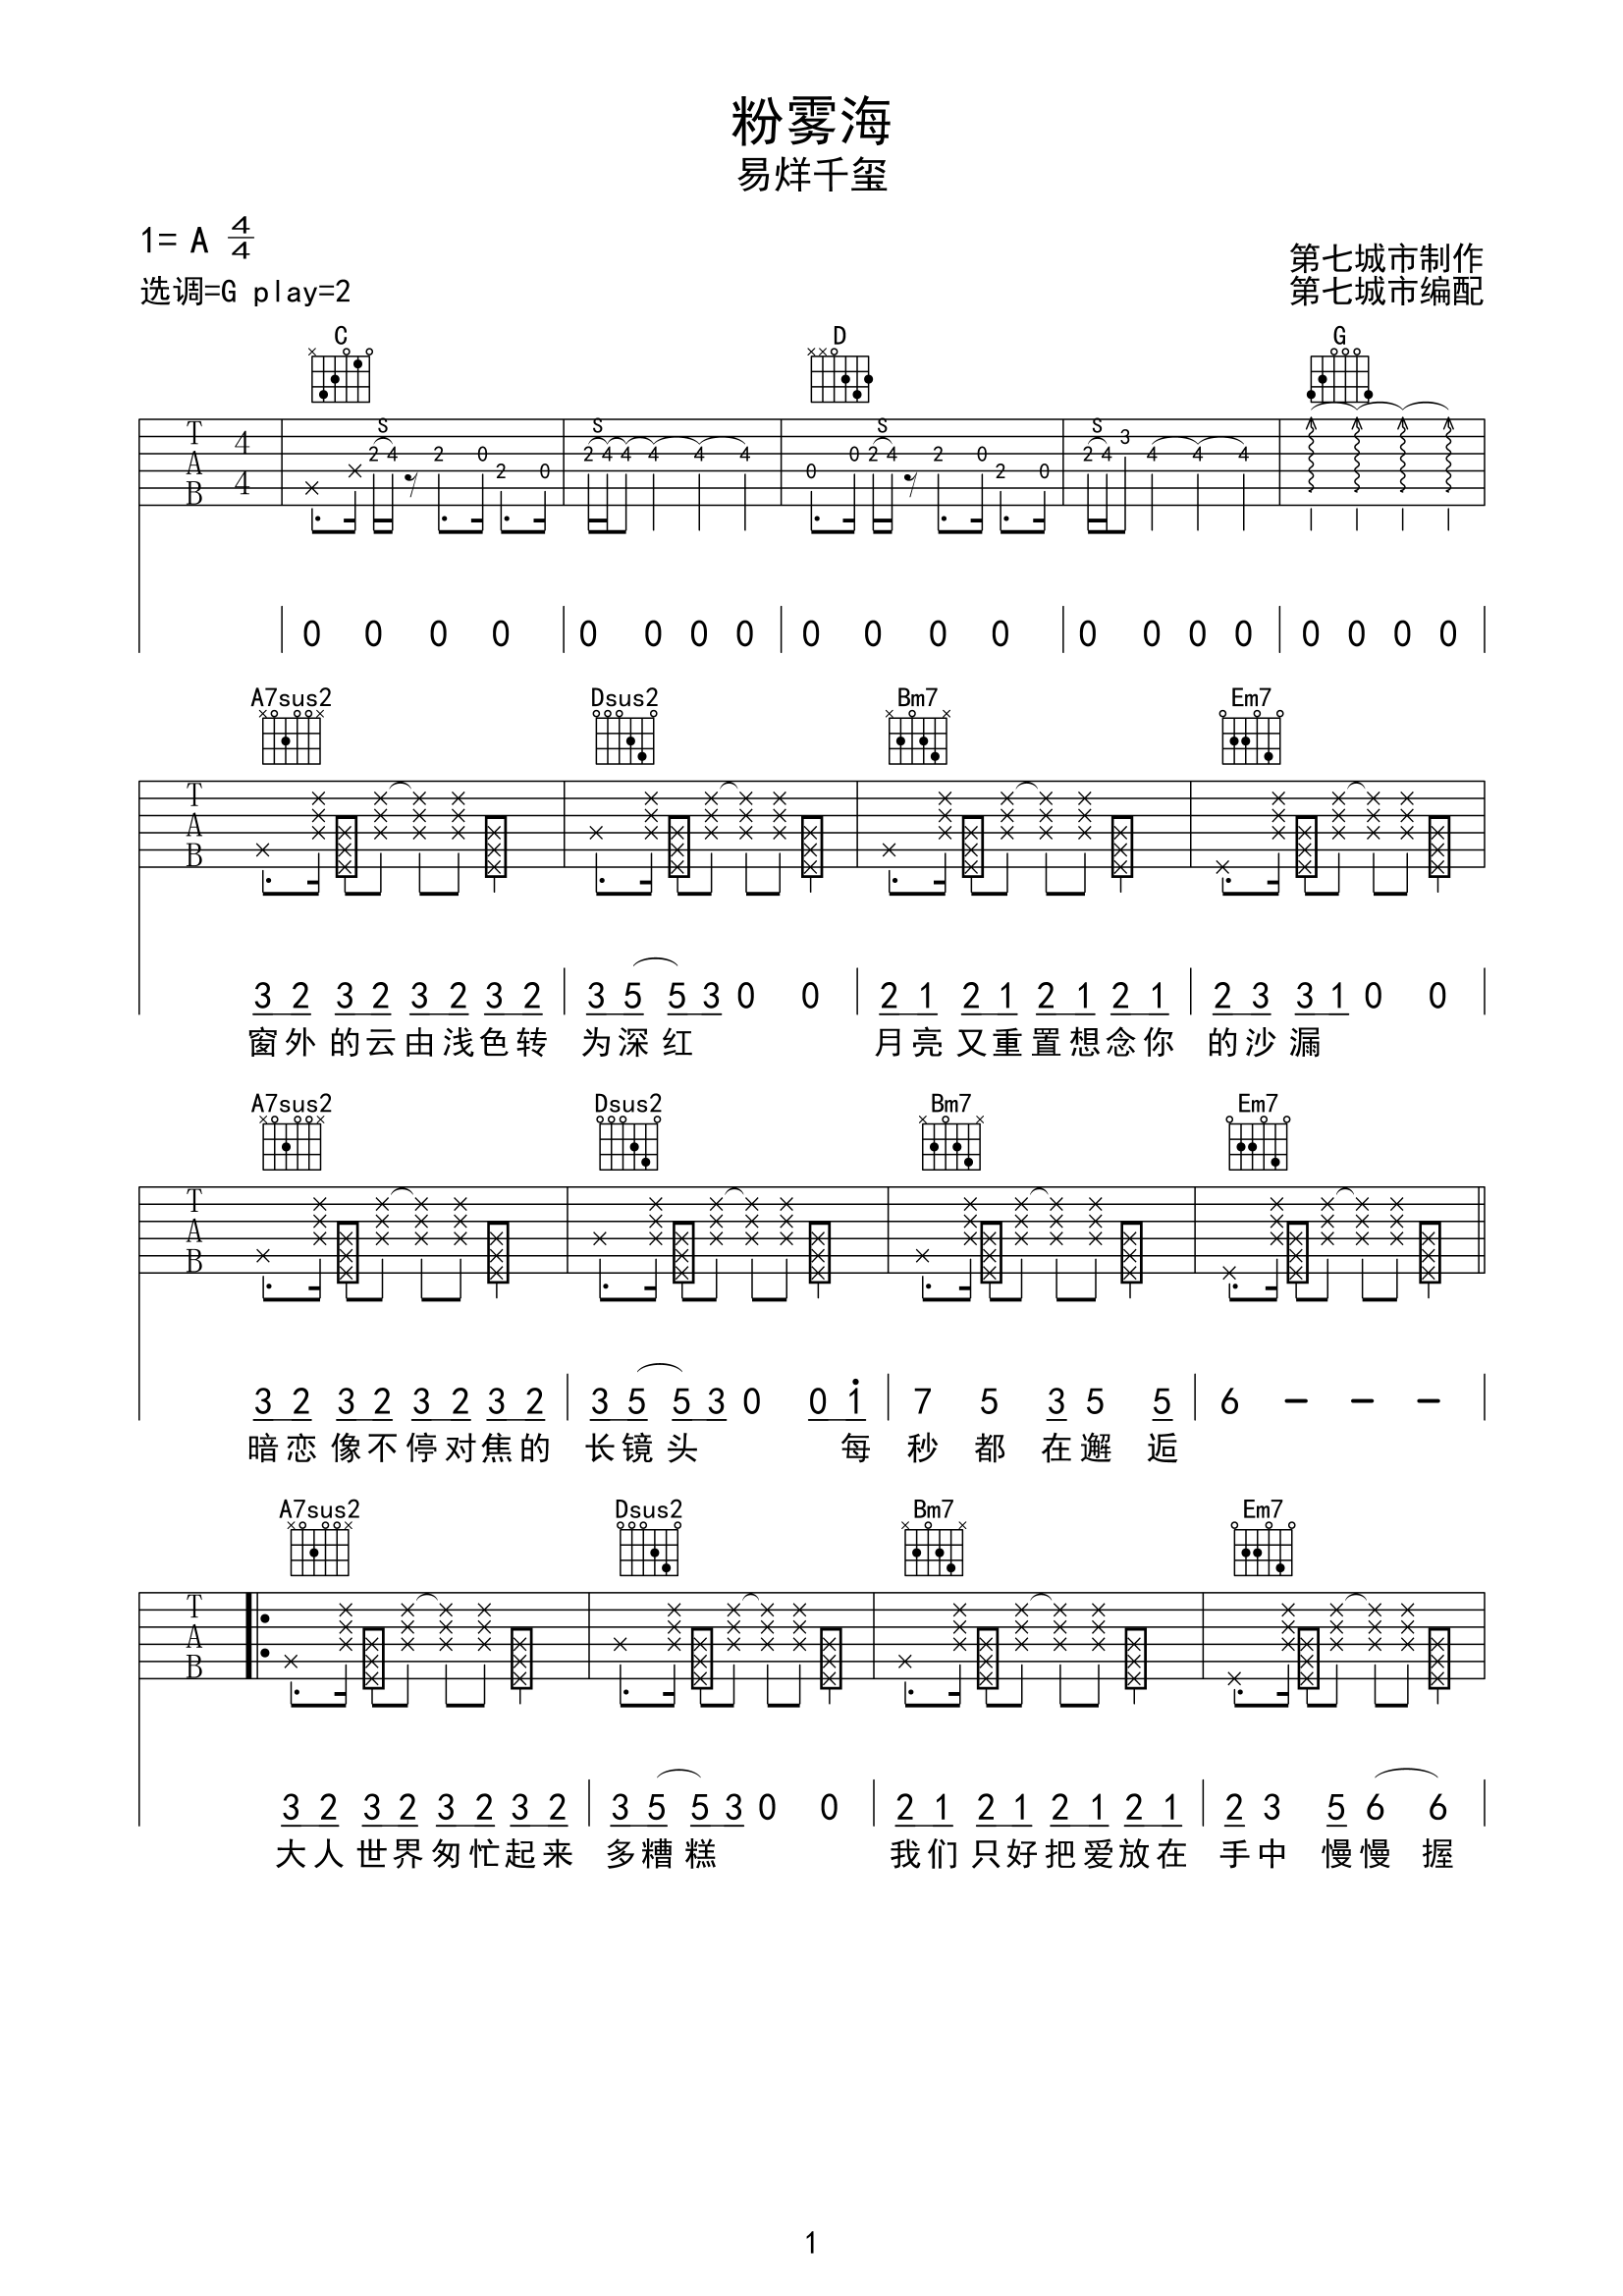 粉雾海
易烊千玺
1= A 4/4
选调=G play=2
第七城市制作
第七城市编配
C D G
S S S S
T A B 4 4
2 4 2 0 2 0 2 4 4 4 4 4 0 0 2 4 2 0 2 0 2 4 3 4 4 4
0 0 0 0 0 0 0 0 0 0 0 0 0 0 0 0 0 0 0 0
A7sus2 Dsus2 Bm7 Em7
T A B
3 2 3 2 3 2 3 2 3 5 5 3 0 0 2 1 2 1 2 1 2 1 2 3 3 1 0 0
窗外的云由浅色转为深红 月亮又重置想念你的沙漏
A7sus2 Dsus2 Bm7 Em7
T A B
3 2 3 2 3 2 3 2 3 5 5 3 0 0 1 7 5 3 5 5 6 – – –
暗恋像不停对焦的长镜头 每秒都在邂逅
A7sus2 Dsus2 Bm7 Em7
T A B
3 2 3 2 3 2 3 2 3 5 5 3 0 0 2 1 2 1 2 1 2 1 2 3 5 6 6
大人世界匆忙起来多糟糕 我们只好把爱放在手中慢慢握
1